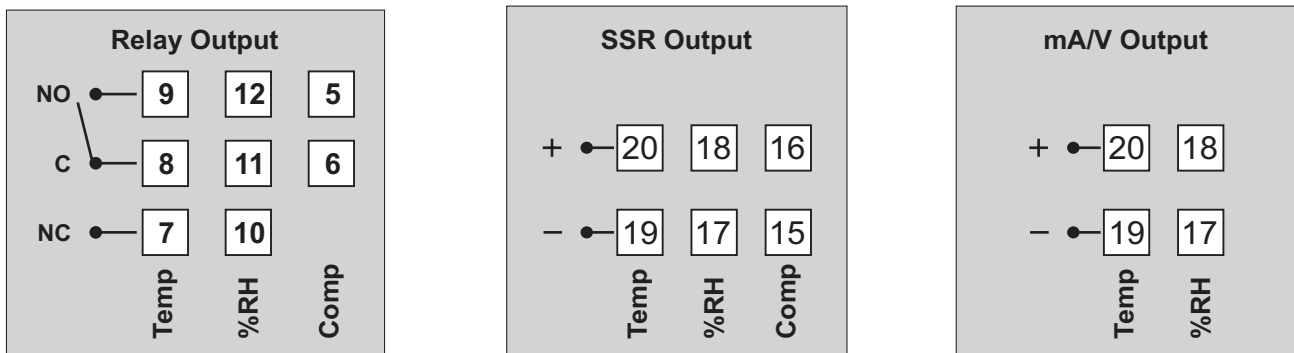 Relay Output
NO 9 12 5
C 8 11 6
NC 7 10
Temp %RH Comp
SSR Output
+ 20 18 16
− 19 17 15
Temp %RH Comp
mA/V Output
+ 20 18
− 19 17
Temp %RH